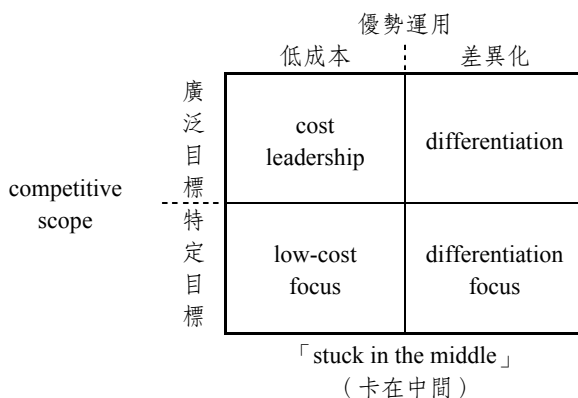 優勢運用
低成本
差異化
廣泛目標
cost
leadership
differentiation
competitive
scope
特定目標
low-cost
focus
differentiation
focus
「stuck in the middle」
（卡在中間）